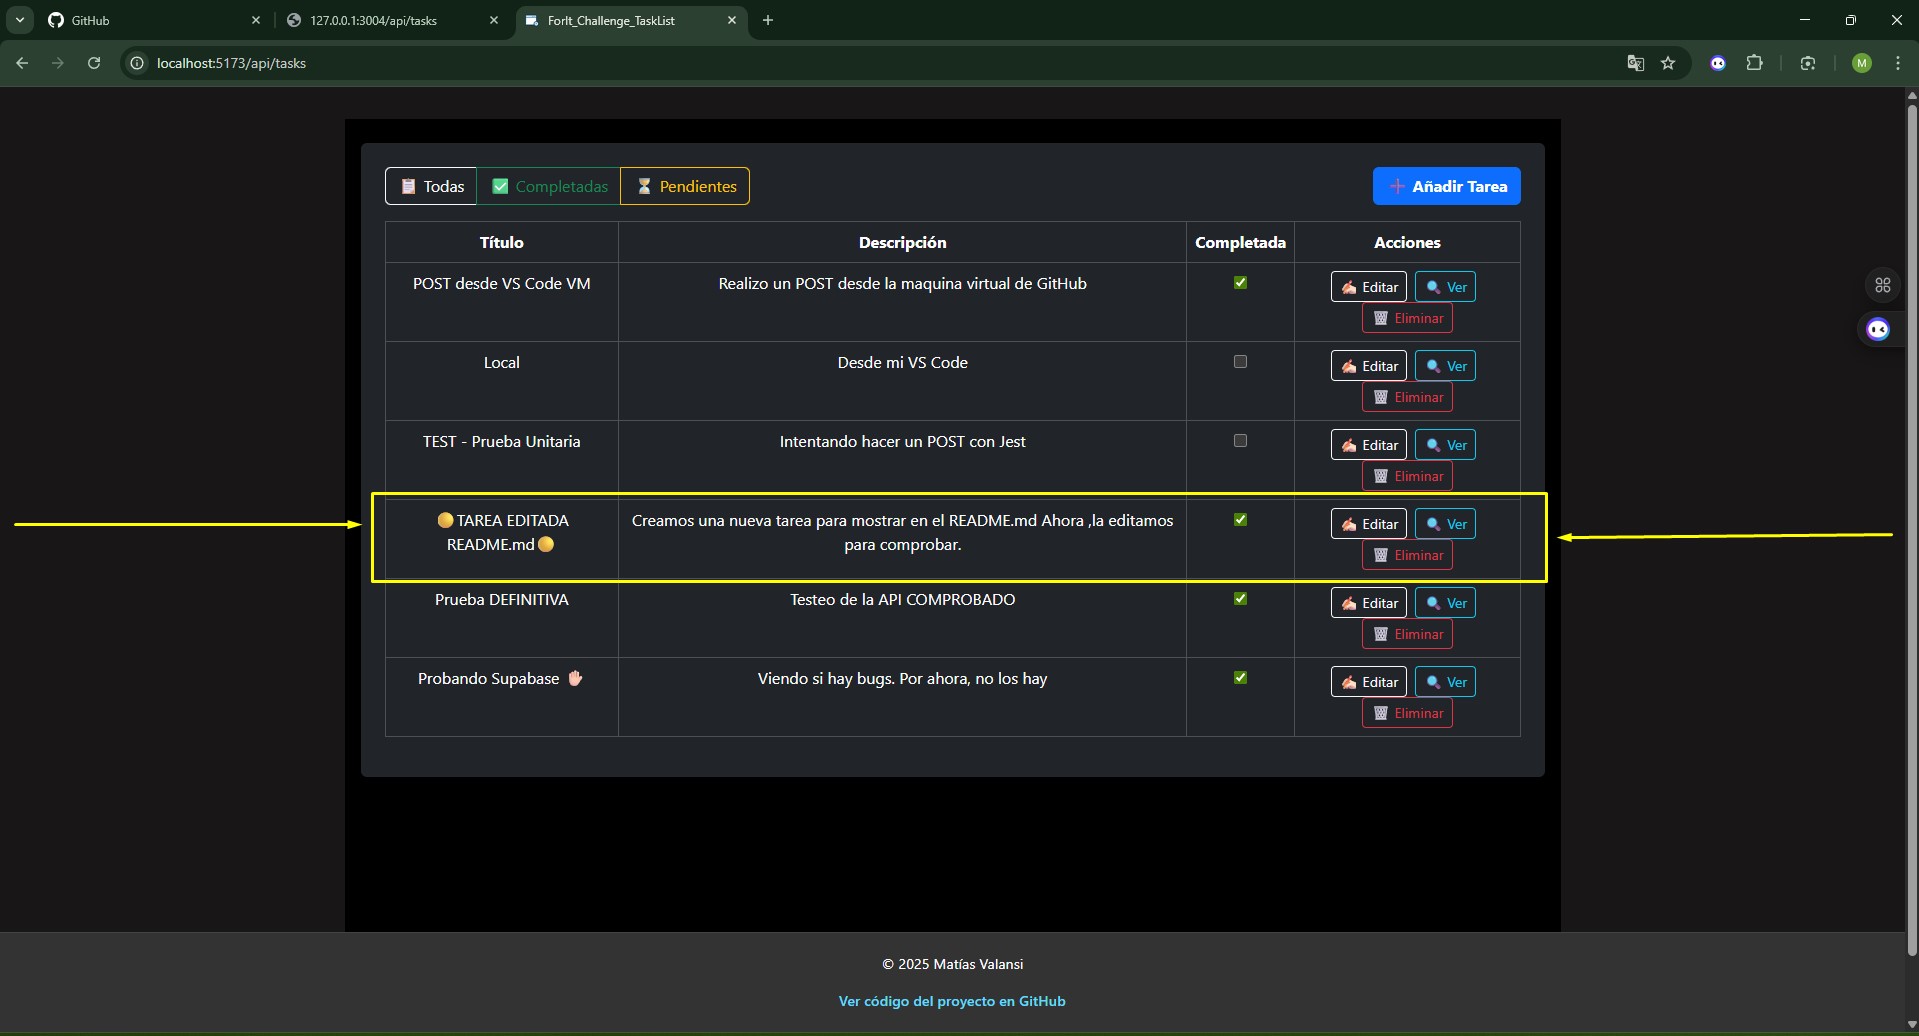 GitHub
127.0.0.1:3004/api/tasks
ForIt_Challenge_TaskList
localhost:5173/api/tasks
M
Todas
Completadas
Pendientes
Añadir Tarea
Título
Descripción
Completada
Acciones
POST desde VS Code VM
Realizo un POST desde la maquina virtual de GitHub
Editar
Ver
Eliminar
Local
Desde mi VS Code
Editar
Ver
Eliminar
TEST - Prueba Unitaria
Intentando hacer un POST con Jest
Editar
Ver
Eliminar
TAREA EDITADA
README.md
Creamos una nueva tarea para mostrar en el README.md Ahora ,la editamos
para comprobar.
Editar
Ver
Eliminar
Prueba DEFINITIVA
Testeo de la API COMPROBADO
Editar
Ver
Eliminar
Probando Supabase
Viendo si hay bugs. Por ahora, no los hay
Editar
Ver
Eliminar
© 2025 Matías Valansi
Ver código del proyecto en GitHub